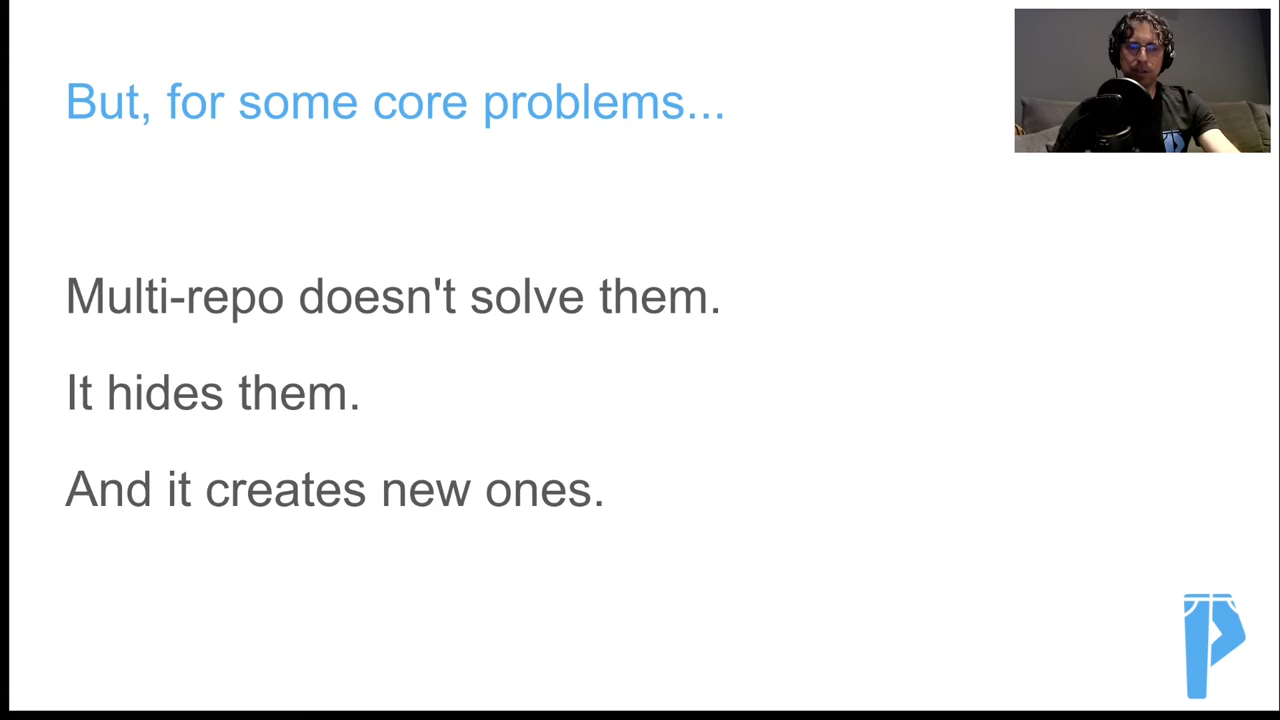 But, for some core problems...
Multi-repo doesn't solve them.
It hides them.
And it creates new ones.